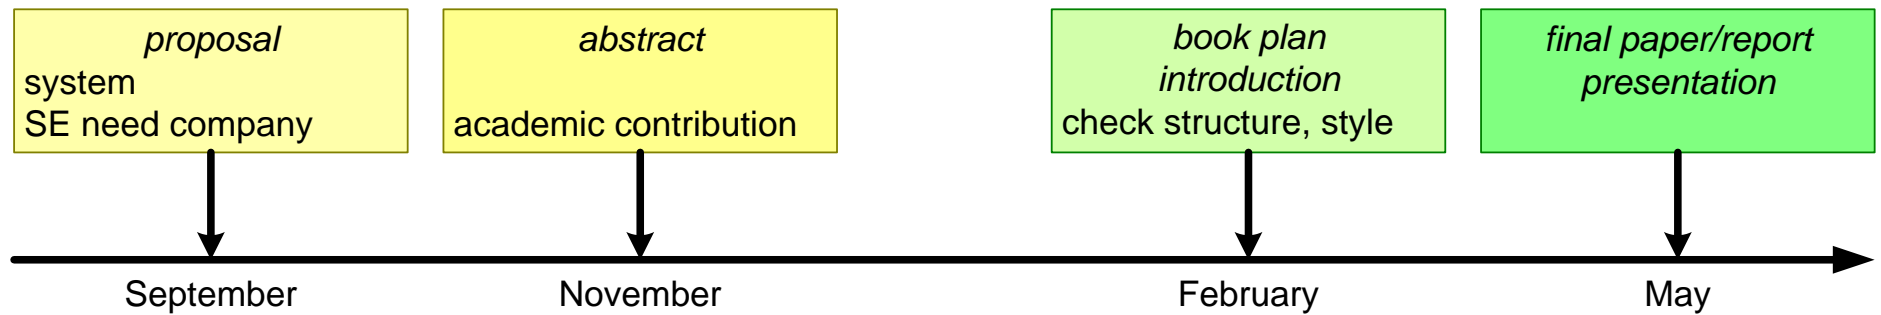 proposal
system
SE need company
abstract
academic contribution
book plan
introduction
check structure, style
final paper/report
presentation
September
November
February
May